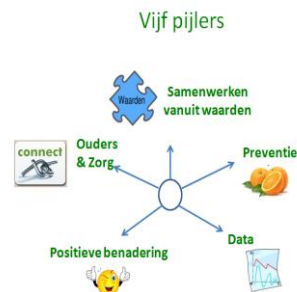 Vijf pijlers
Waarden
Samenwerken
vanuit waarden
connect
Ouders
& Zorg
Preventie
Positieve benadering
Data